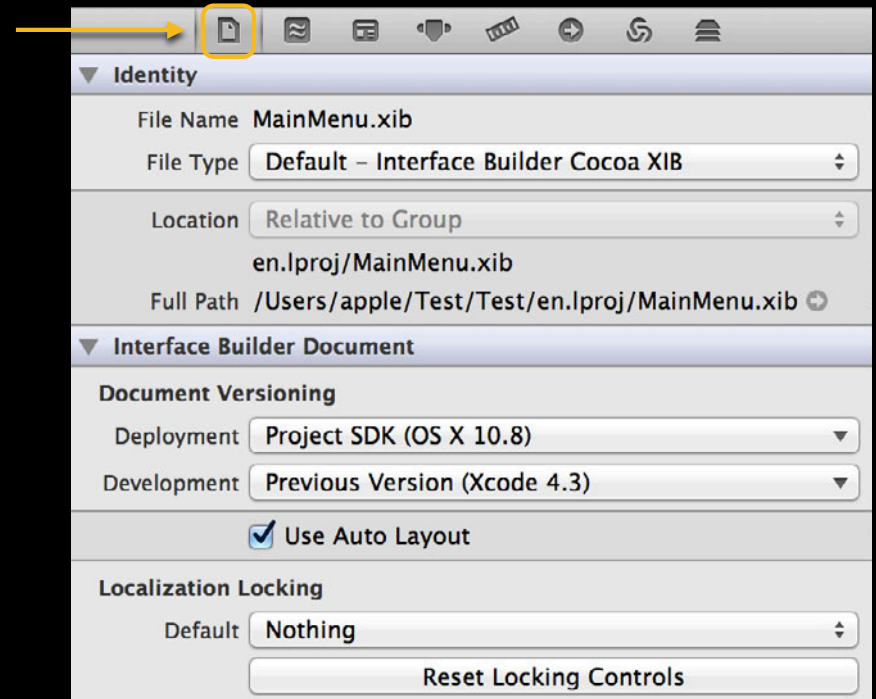 Identity
File Name MainMenu.xib
File Type Default – Interface Builder Cocoa XIB
Location Relative to Group
en.lproj/MainMenu.xib
Full Path /Users/apple/Test/Test/en.lproj/MainMenu.xib
Interface Builder Document
Document Versioning
Deployment Project SDK (OS X 10.8)
Development Previous Version (Xcode 4.3)
Use Auto Layout
Localization Locking
Default Nothing
Reset Locking Controls